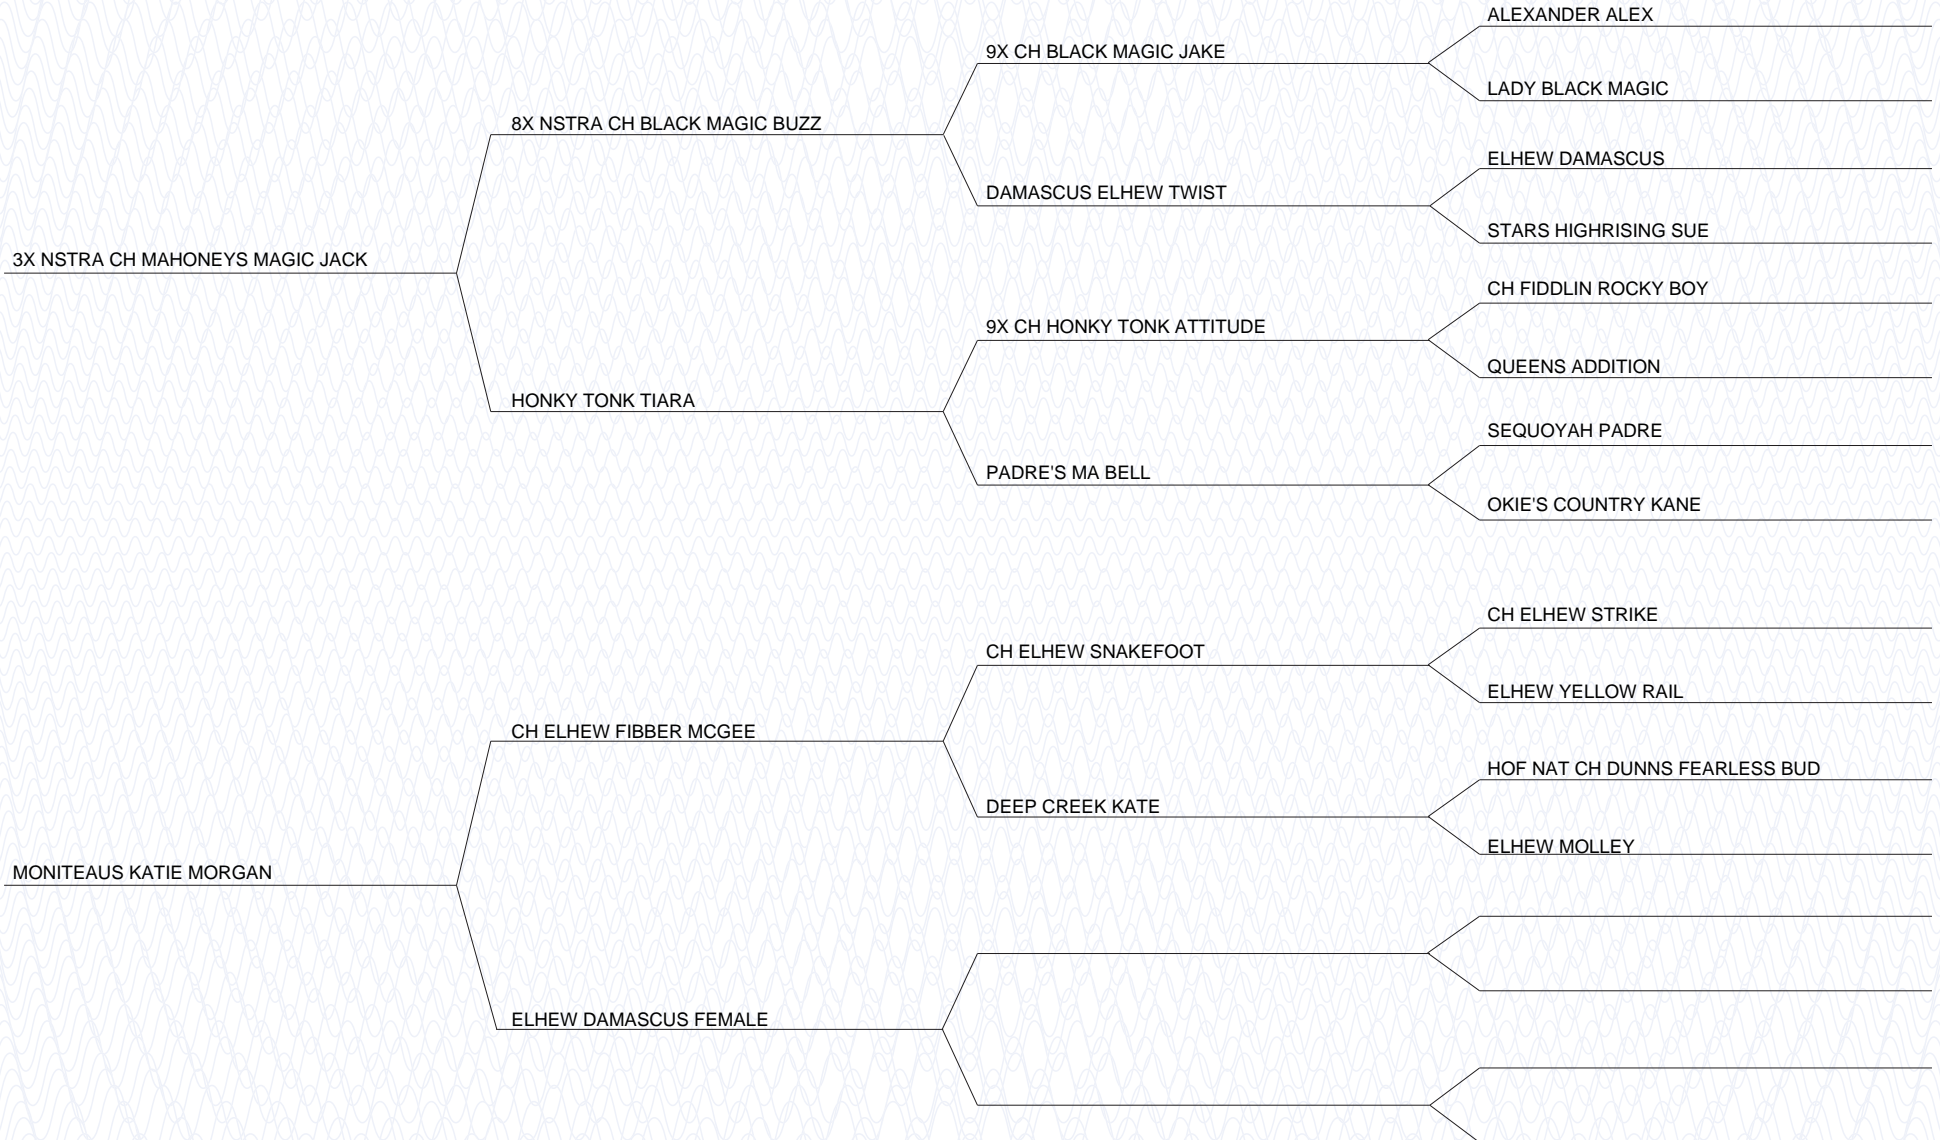 ALEXANDER ALEX
9X CH BLACK MAGIC JAKE
LADY BLACK MAGIC
8X NSTRA CH BLACK MAGIC BUZZ
ELHEW DAMASCUS
DAMASCUS ELHEW TWIST
STARS HIGHRISING SUE
3X NSTRA CH MAHONEYS MAGIC JACK
CH FIDDLIN ROCKY BOY
9X CH HONKY TONK ATTITUDE
QUEENS ADDITION
HONKY TONK TIARA
SEQUOYAH PADRE
PADRE'S MA BELL
OKIE'S COUNTRY KANE
CH ELHEW STRIKE
CH ELHEW SNAKEFOOT
ELHEW YELLOW RAIL
CH ELHEW FIBBER MCGEE
HOF NAT CH DUNNS FEARLESS BUD
DEEP CREEK KATE
ELHEW MOLLEY
MONITEAUS KATIE MORGAN
ELHEW DAMASCUS FEMALE